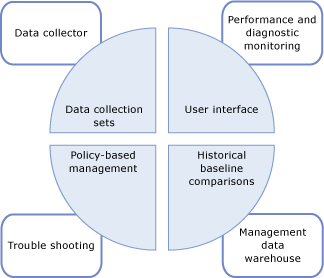 Data collector
Performance and
diagnostic
monitoring
Data collection
sets
User interface
Policy-based
management
Historical
baseline
comparisons
Trouble shooting
Management
data
warehouse